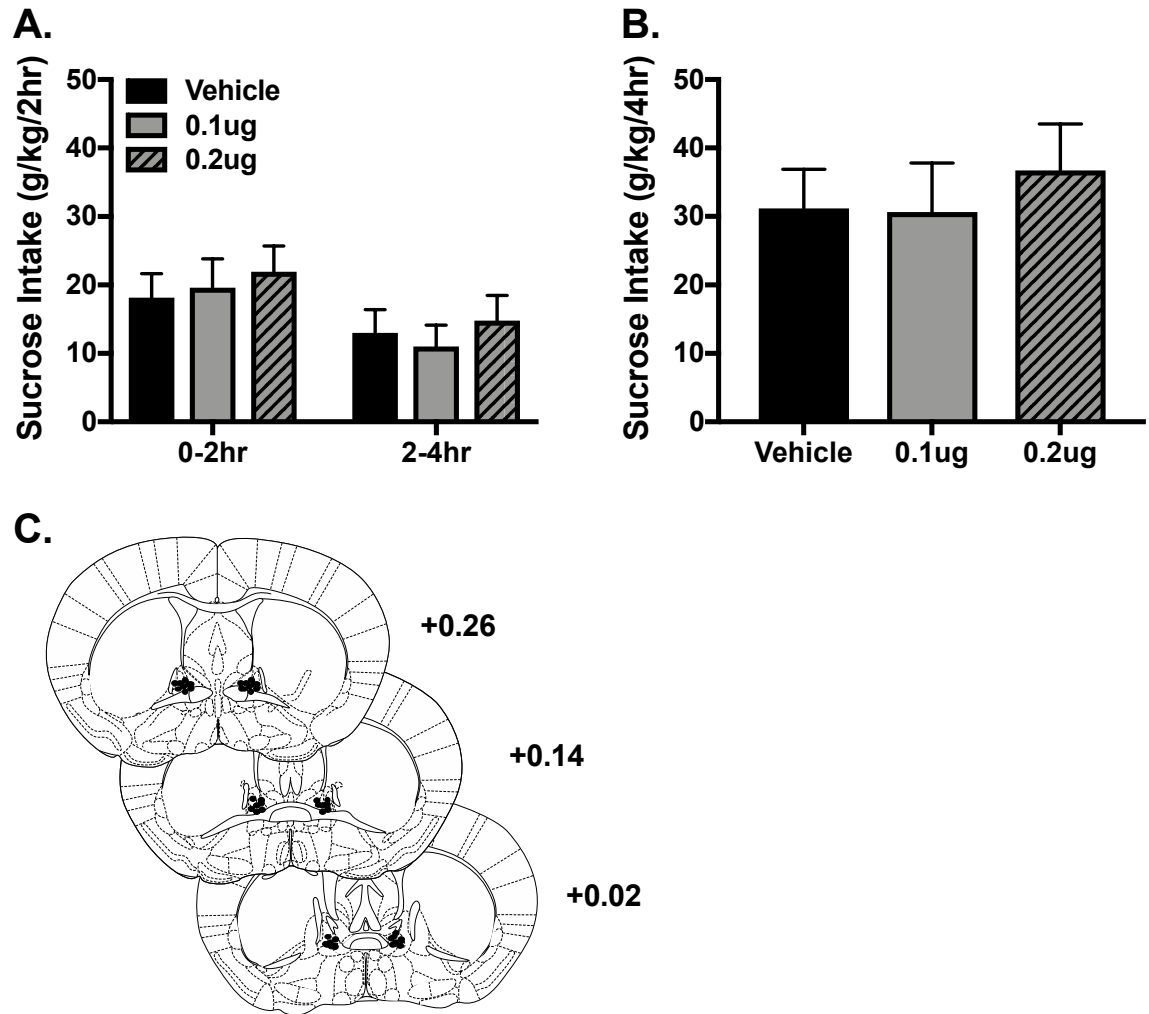 A.
Sucrose Intake (g/kg/2hr)
50
40
30
20
10
0
Vehicle
0.1ug
0.2ug
0-2hr
2-4hr
B.
Sucrose Intake (g/kg/4hr)
50
40
30
20
10
0
Vehicle
0.1ug
0.2ug
C.
+0.26
+0.14
+0.02